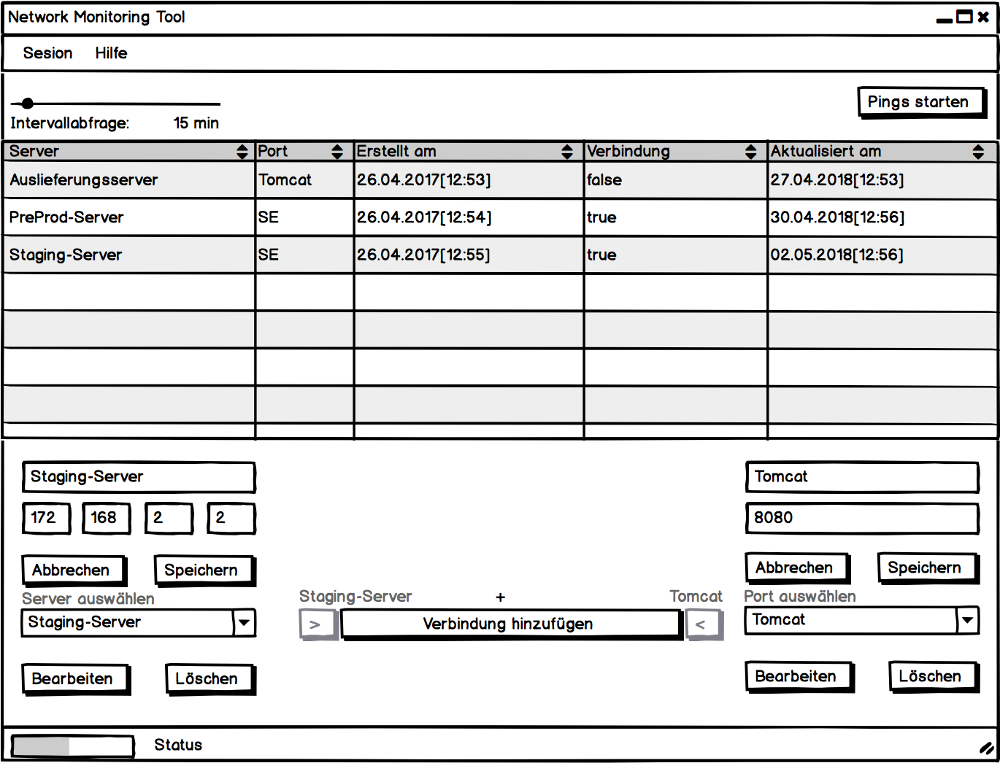 Network Monitoring Tool
Sesion Hilfe
Pings starten
Intervallabfrage: 15 min
Server Port Erstellt am Verbindung Aktualisiert am
Auslieferungsserver Tomcat 26.04.2017[12:53] false 27.04.2018[12:53]
PreProd-Server SE 26.04.2017[12:54] true 30.04.2018[12:56]
Staging-Server SE 26.04.2017[12:55] true 02.05.2018[12:56]
Staging-Server Tomcat
172 168 2 2 8080
Abbrechen Speichern Abbrechen Speichern
Server auswählen Staging-Server + Tomcat Port auswählen
Staging-Server > Verbindung hinzufügen < Tomcat
Bearbeiten Löschen Bearbeiten Löschen
Status